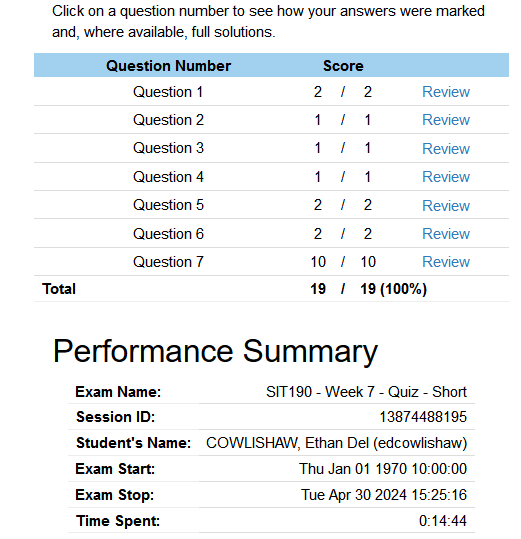 Click on a question number to see how your answers were marked
and, where available, full solutions.
Question Number Score
Question 1 2 / 2 Review
Question 2 1 / 1 Review
Question 3 1 / 1 Review
Question 4 1 / 1 Review
Question 5 2 / 2 Review
Question 6 2 / 2 Review
Question 7 10 / 10 Review
Total 19 / 19 (100%)
Performance Summary
Exam Name: SIT190 - Week 7 - Quiz - Short
Session ID: 13874488195
Student's Name: COWLISHAW, Ethan Del (edcowlishaw)
Exam Start: Thu Jan 01 1970 10:00:00
Exam Stop: Tue Apr 30 2024 15:25:16
Time Spent: 0:14:44